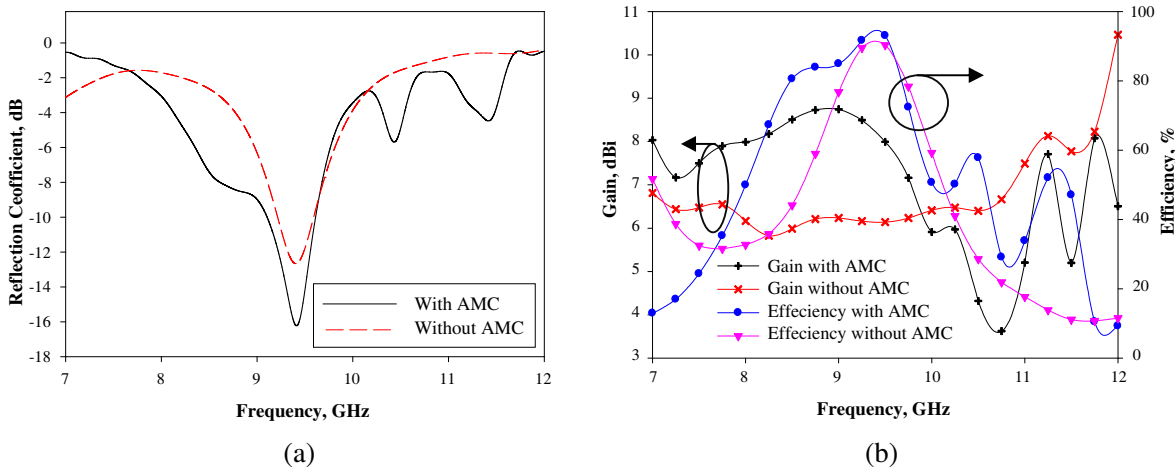 0
-2
-4
-6
-8
-10
-12
-14
-16
-18
7 8 9 10 11 12
Reflection Ceofficient, dB
Frequency, GHz
With AMC
Without AMC
(a)
11
10
9
8
7
6
5
4
3
Gain, dBi
100
80
60
40
20
0
Efficiency, %
Gain with AMC
Gain without AMC
Effeciency with AMC
Effeciency without AMC
7 8 9 10 11 12
Frequency, GHz
(b)